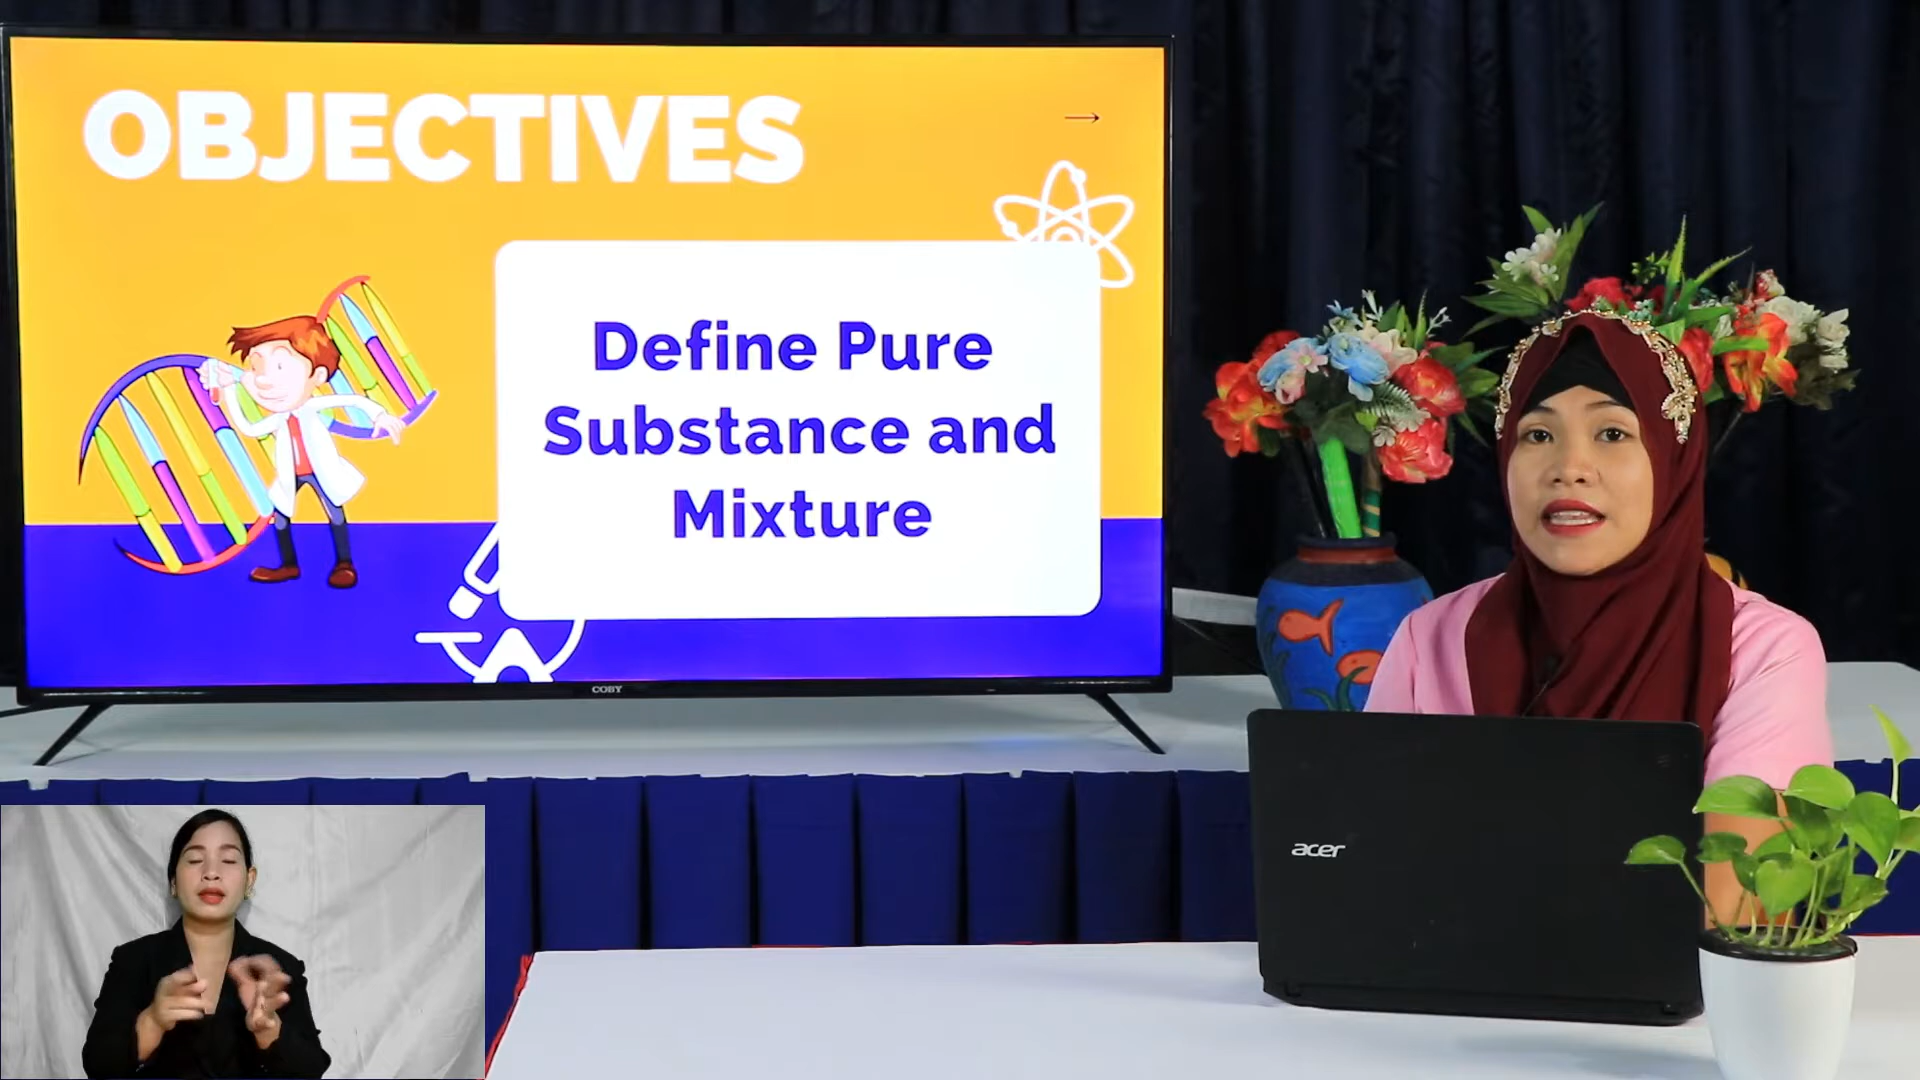 OBJECTIVES
Define Pure
Substance and
Mixture
COBY
acer